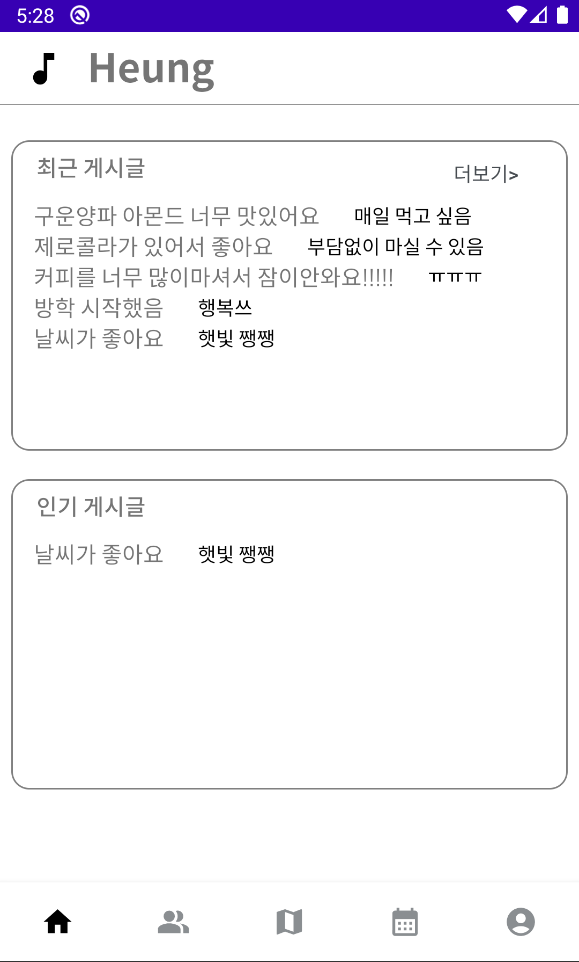 5:28
Heung
최근 게시글
더보기>
구운양파 아몬드 너무 맛있어요 매일 먹고 싶음
제로콜라가 있어서 좋아요 부담없이 마실 수 있음
커피를 너무 많이마셔서 잠이안와요!!!!! ㅠㅠㅠ
방학 시작했음 행복쓰
날씨가 좋아요 햇빛 쨍쨍
인기 게시글
날씨가 좋아요 햇빛 쨍쨍